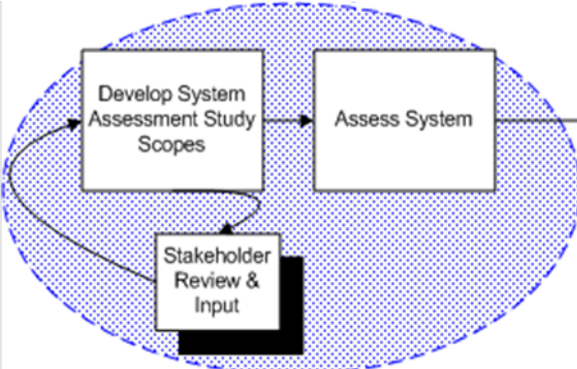 Develop System
Assessment Study
Scopes
Assess System
Stakeholder
Review &
Input